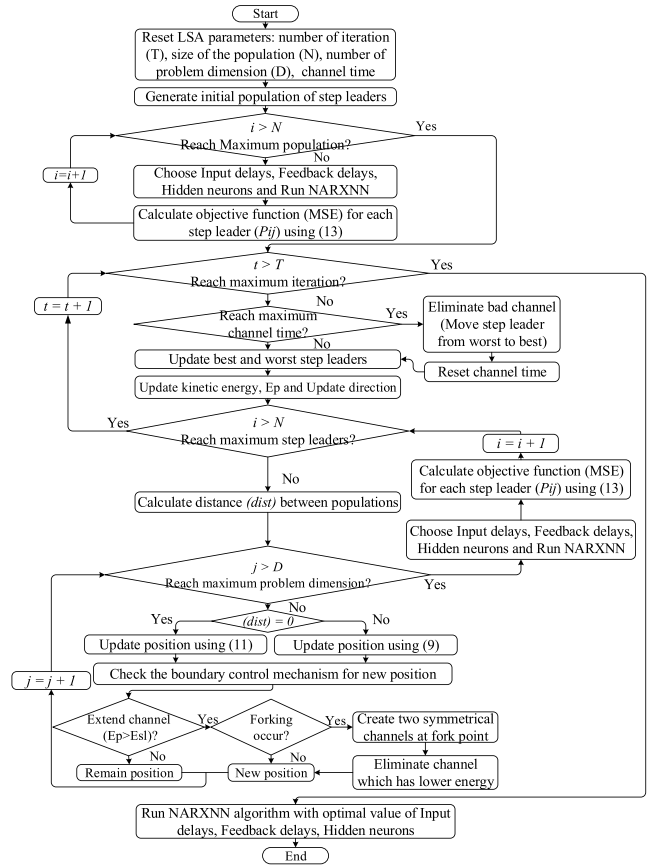 Start
Reset LSA parameters: number of iteration
(T), size of the population (N), number of
problem dimension (D), channel time
Generate initial population of step leaders
i > N
Reach Maximum population?
Yes
No
i=i+1
Choose Input delays, Feedback delays,
Hidden neurons and Run NARXNN
Calculate objective function (MSE) for each
step leader (Pij) using (13)
t > T
Reach maximum iteration?
Yes
No
t = t + 1
Reach maximum
channel time?
Yes
No
Eliminate bad channel
(Move step leader
from worst to best)
Reset channel time
Update best and worst step leaders
Update kinetic energy, Ep and Update direction
i > N
Reach maximum step leaders?
Yes
No
i = i + 1
Calculate objective function (MSE)
for each step leader (Pij) using (13)
Choose Input delays, Feedback delays,
Hidden neurons and Run NARXNN
Calculate distance (dist) between populations
j > D
Reach maximum problem dimension?
Yes
No
(dist) = 0
Yes
No
Update position using (11)
Update position using (9)
j = j + 1
Check the boundary control mechanism for new position
Extend channel
(Ep>Esl)?
Yes
No
Forking
occur?
Yes
No
Create two symmetrical
channels at fork point
Eliminate channel
which has lower energy
Remain position
New position
Run NARXNN algorithm with optimal value of Input
delays, Feedback delays, Hidden neurons
End